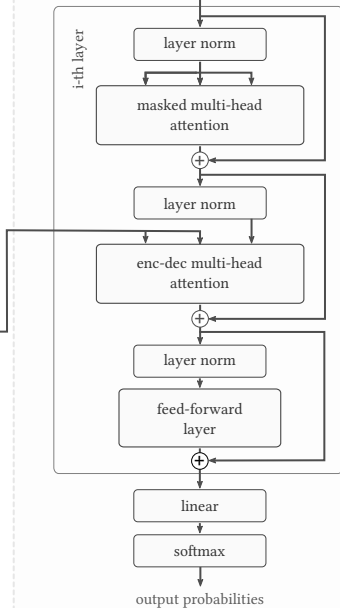 i-th layer
layer norm
masked multi-head
attention
+
layer norm
enc-dec multi-head
attention
+
layer norm
feed-forward
layer
+
linear
softmax
output probabilities